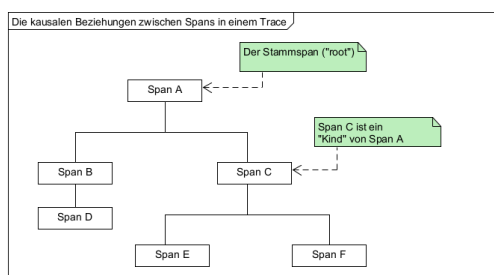 Die kausalen Beziehungen zwischen Spans in einem Trace
Der Stammspan ("root")
Span A
Span C ist ein
"Kind" von Span A
Span B
Span C
Span D
Span E
Span F